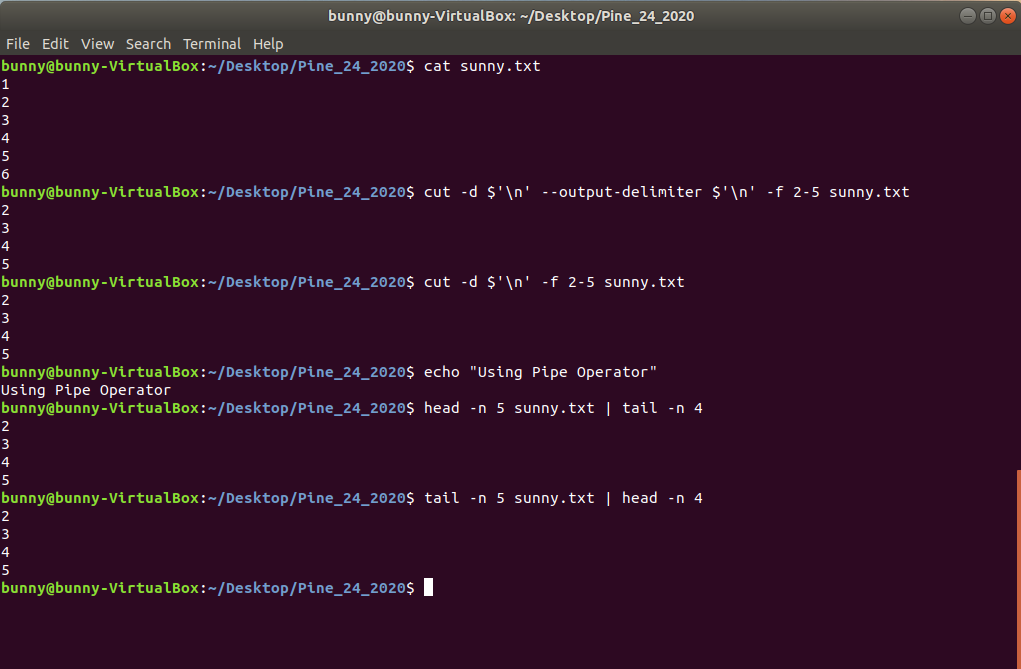 bunny@bunny-VirtualBox: ~/Desktop/Pine_24_2020
File Edit View Search Terminal Help
bunny@bunny-VirtualBox:~/Desktop/Pine_24_2020$ cat sunny.txt
1
2
3
4
5
6
bunny@bunny-VirtualBox:~/Desktop/Pine_24_2020$ cut -d $'\n' --output-delimiter $'\n' -f 2-5 sunny.txt
2
3
4
5
bunny@bunny-VirtualBox:~/Desktop/Pine_24_2020$ cut -d $'\n' -f 2-5 sunny.txt
2
3
4
5
bunny@bunny-VirtualBox:~/Desktop/Pine_24_2020$ echo "Using Pipe Operator"
Using Pipe Operator
bunny@bunny-VirtualBox:~/Desktop/Pine_24_2020$ head -n 5 sunny.txt | tail -n 4
2
3
4
5
bunny@bunny-VirtualBox:~/Desktop/Pine_24_2020$ tail -n 5 sunny.txt | head -n 4
2
3
4
5
bunny@bunny-VirtualBox:~/Desktop/Pine_24_2020$